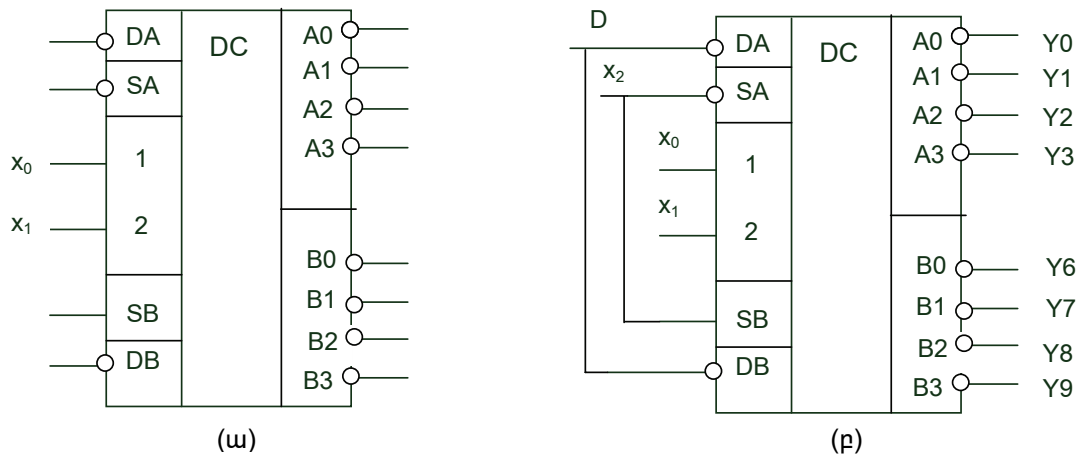 DA
SA
x₀
1
x₁
2
SB
DB
DC
A0
A1
A2
A3
B0
B1
B2
B3
(ա)
D
x₂
x₀
x₁
DA
SA
1
2
SB
DB
DC
A0 Y0
A1 Y1
A2 Y2
A3 Y3
B0 Y6
B1 Y7
B2 Y8
B3 Y9
(բ)